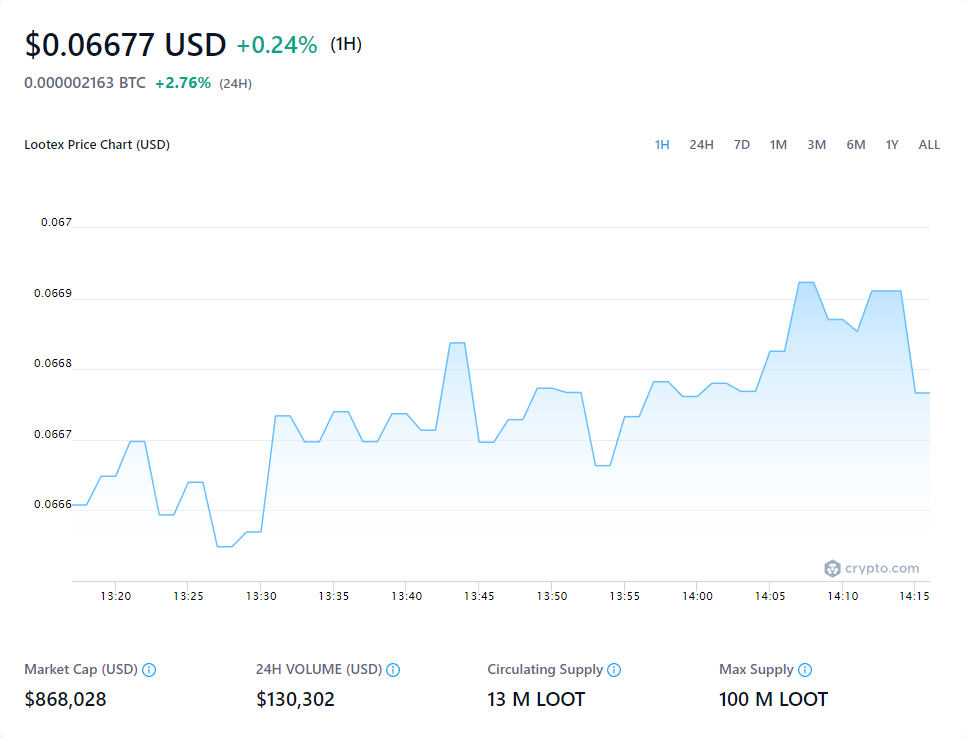 $0.06677 USD +0.24% (1H)
0.000002163 BTC +2.76% (24H)
Lootex Price Chart (USD) 1H 24H 7D 1M 3M 6M 1Y ALL
0.067
0.0669
0.0668
0.0667
0.0666
crypto.com
13:20 13:25 13:30 13:35 13:40 13:45 13:50 13:55 14:00 14:05 14:10 14:15
Market Cap (USD) 24H VOLUME (USD) Circulating Supply Max Supply
$868,028 $130,302 13 M LOOT 100 M LOOT